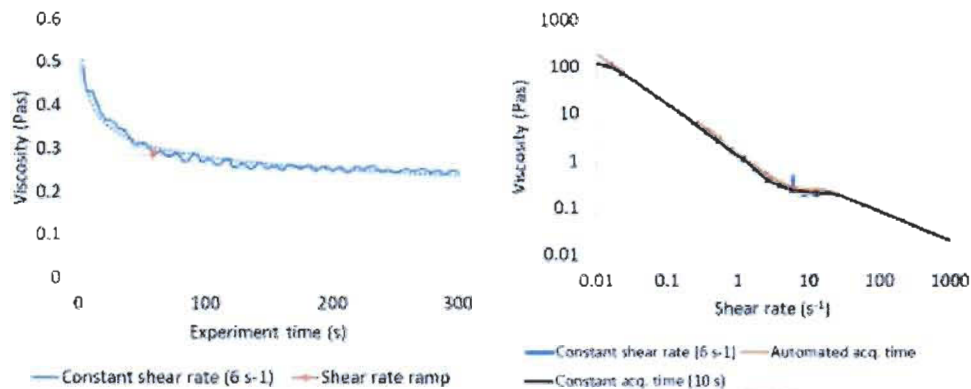 0.6
0.5
0.4
0.3
0.2
0.1
0
Viscosity (Pas)
0 100 200 300
Experiment time (s)
Constant shear rate (6 s-1) Shear rate ramp
1000
100
10
1
0.1
0.01
Viscosity (Pas)
0.01 0.1 1 10 100 1000
Shear rate (s⁻¹)
Constant shear rate (6 s-1) Automated acq. time
Constant acq. time (10 s)